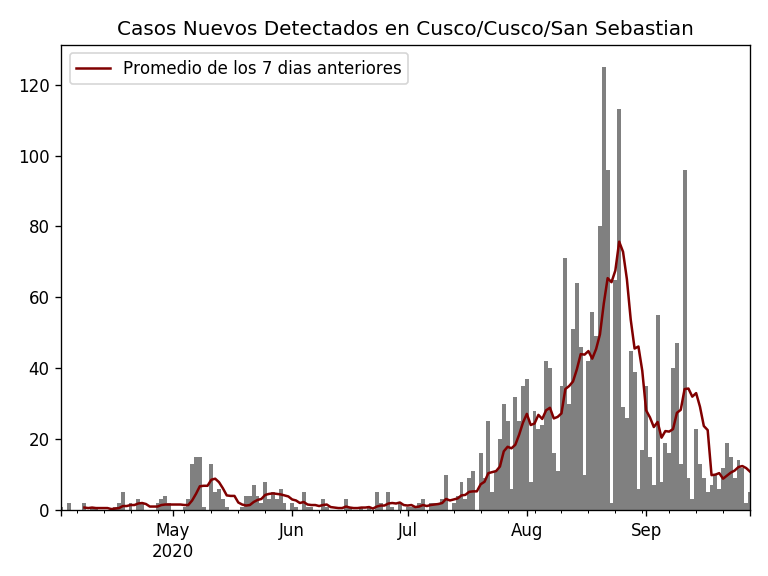 Casos Nuevos Detectados en Cusco/Cusco/San Sebastian
Promedio de los 7 dias anteriores
120
100
80
60
40
20
0
May Jun Jul Aug Sep
2020